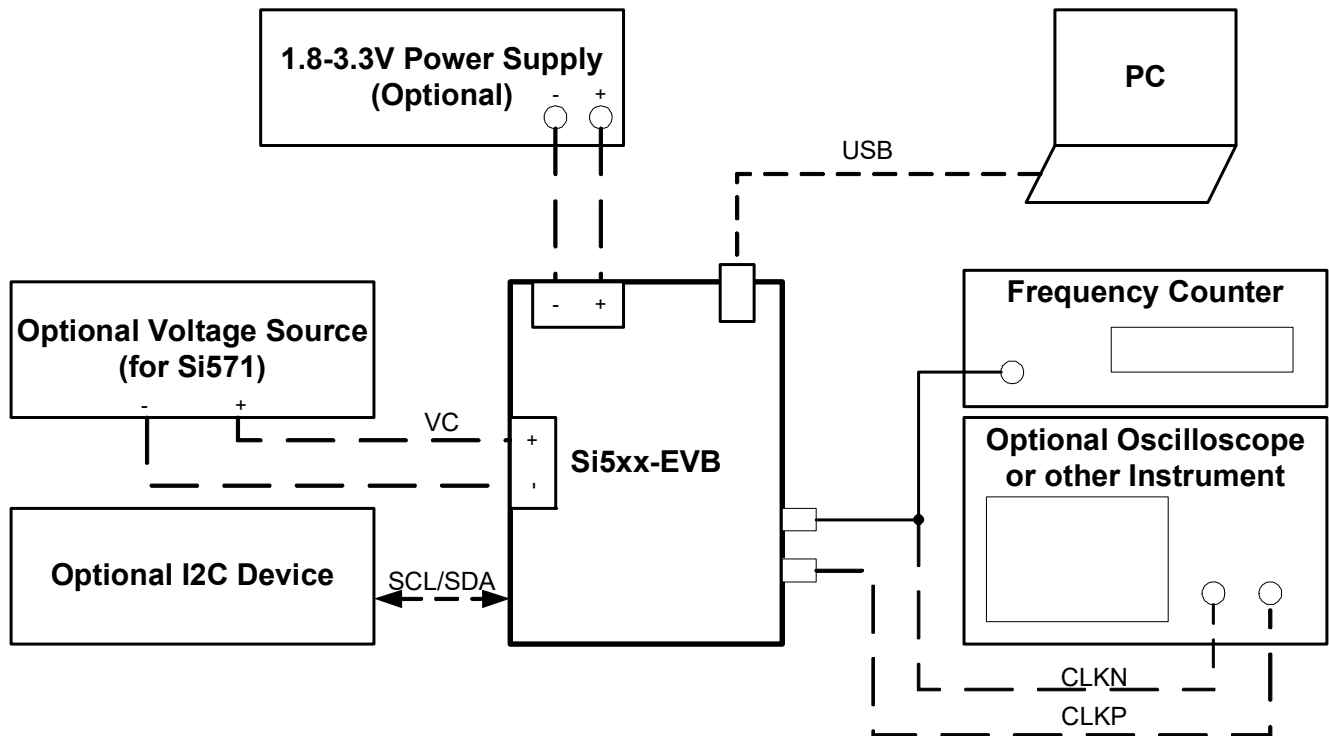 1.8-3.3V Power Supply
(Optional)
- +
PC
USB
- +
Optional Voltage Source
(for Si571)
- +
VC
+
-
Si5xx-EVB
Frequency Counter
Optional Oscilloscope
or other Instrument
Optional I2C Device
SCL/SDA
CLKN
CLKP